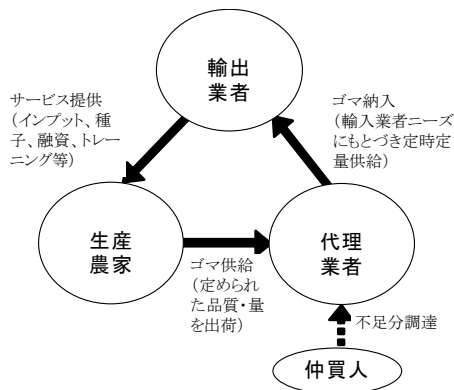 輸出
業者
サービス提供
（インプット、種
子、融資、トレー
ニング等）
ゴマ納入
（輸入業者ニーズ
にもとづき定時定
量供給）
生産
農家
ゴマ供給
（定められ
た品質・量
を出荷）
代理
業者
不足分調達
仲買人